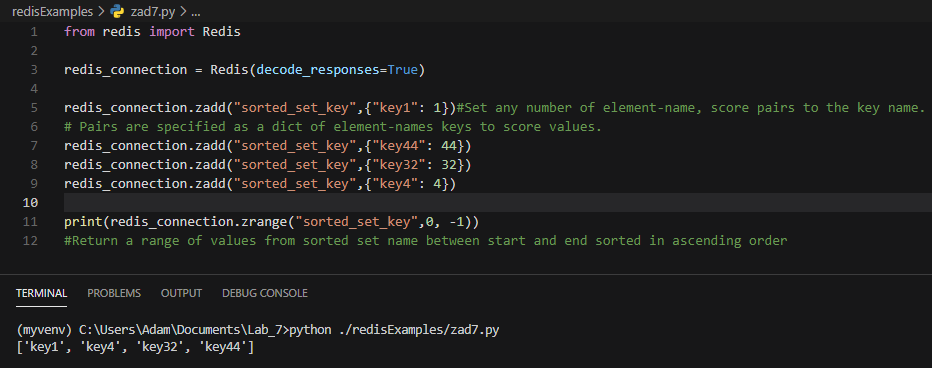 redisExamples > zad7.py > ...
1 from redis import Redis
2
3 redis_connection = Redis(decode_responses=True)
4
5 redis_connection.zadd("sorted_set_key",{"key1": 1})#Set any number of element-name, score pairs to the key name.
6 # Pairs are specified as a dict of element-names keys to score values.
7 redis_connection.zadd("sorted_set_key",{"key44": 44})
8 redis_connection.zadd("sorted_set_key",{"key32": 32})
9 redis_connection.zadd("sorted_set_key",{"key4": 4})
10
11 print(redis_connection.zrange("sorted_set_key",0, -1))
12 #Return a range of values from sorted set name between start and end sorted in ascending order
TERMINAL PROBLEMS OUTPUT DEBUG CONSOLE
(myvenv) C:\Users\Adam\Documents\Lab_7>python ./redisExamples/zad7.py
['key1', 'key4', 'key32', 'key44']